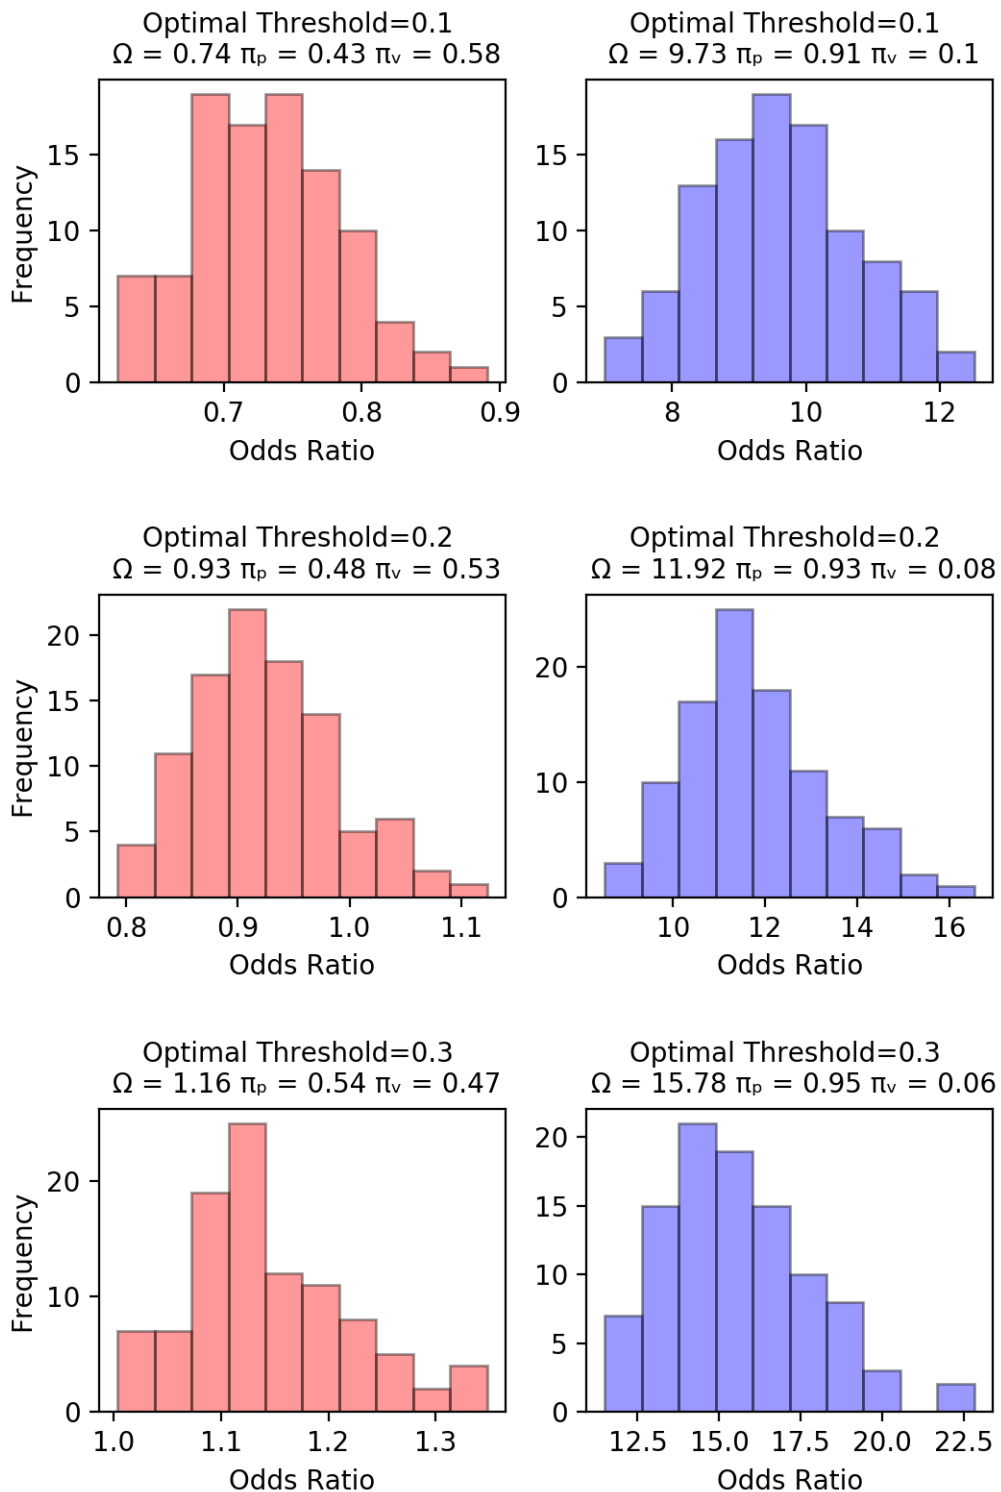 Optimal Threshold=0.1
Ω = 0.74 πₚ = 0.43 πᵥ = 0.58
Frequency
15
10
5
0
0.7 0.8 0.9
Odds Ratio
Optimal Threshold=0.1
Ω = 9.73 πₚ = 0.91 πᵥ = 0.1
15
10
5
0
8 10 12
Odds Ratio
Optimal Threshold=0.2
Ω = 0.93 πₚ = 0.48 πᵥ = 0.53
Frequency
20
15
10
5
0
0.8 0.9 1.0 1.1
Odds Ratio
Optimal Threshold=0.2
Ω = 11.92 πₚ = 0.93 πᵥ = 0.08
20
10
0
10 12 14 16
Odds Ratio
Optimal Threshold=0.3
Ω = 1.16 πₚ = 0.54 πᵥ = 0.47
Frequency
20
10
0
1.0 1.1 1.2 1.3
Odds Ratio
Optimal Threshold=0.3
Ω = 15.78 πₚ = 0.95 πᵥ = 0.06
20
15
10
5
0
12.5 15.0 17.5 20.0 22.5
Odds Ratio